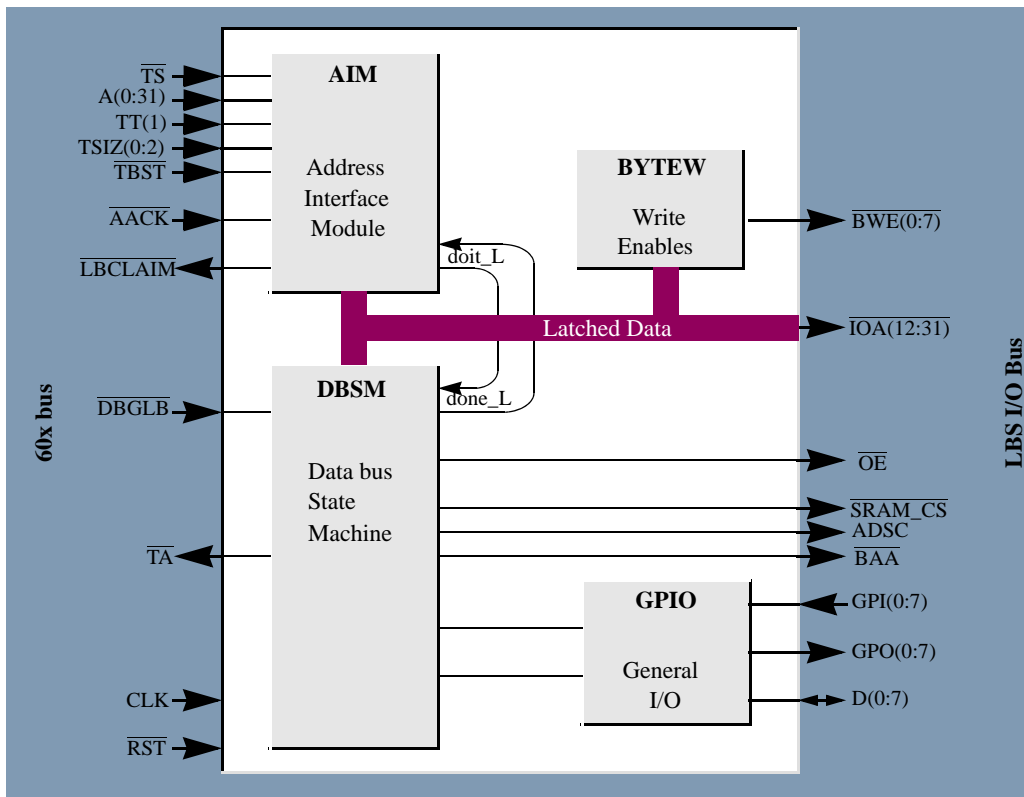 TS
A(0:31)
TT(1)
TSIZ(0:2)
TBST
AACK
LBCLAIM
DBGLB
TA
CLK
RST
60x bus
AIM
Address
Interface
Module
doit_L
done_L
Latched Data
DBSM
Data bus
State
Machine
BYTEW
Write
Enables
GPIO
General
I/O
BWE(0:7)
IOA(12:31)
OE
SRAM_CS
ADSC
BAA
GPI(0:7)
GPO(0:7)
D(0:7)
LBS I/O Bus